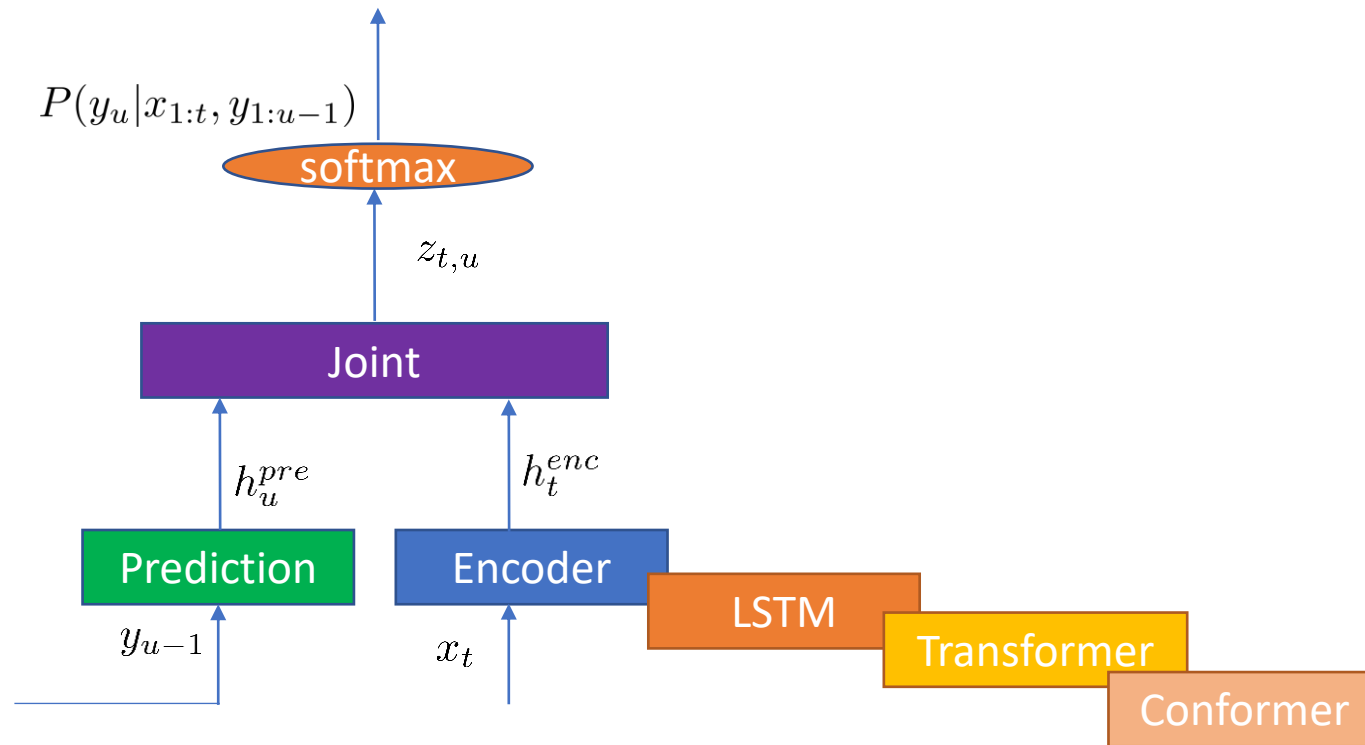 P(y_u|x_{1:t}, y_{1:u-1})
softmax
z_{t,u}
Joint
h_u^{pre}
h_t^{enc}
Prediction
Encoder
LSTM
y_{u-1}
x_t
Transformer
Conformer